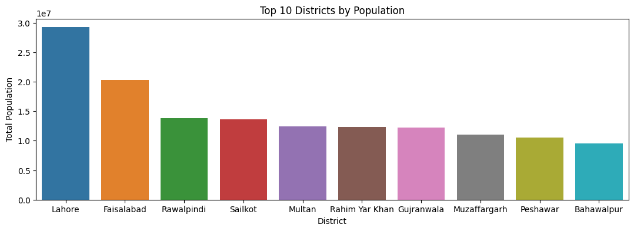 Top 10 Districts by Population
1e7
3.0
2.5
2.0
1.5
1.0
0.5
0.0
Total Population
Lahore Faisalabad Rawalpindi Sailkot Multan Rahim Yar Khan Gujranwala Muzaffargarh Peshawar Bahawalpur
District